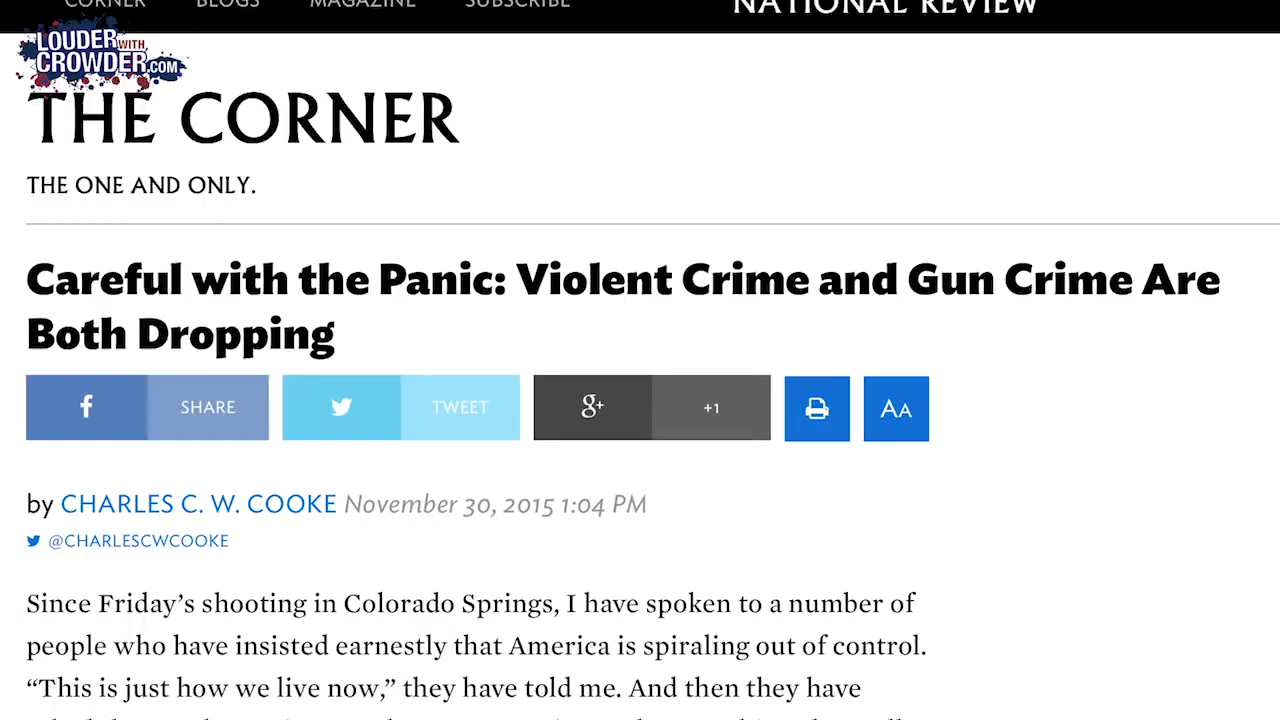 CORNER BLOGS MAGAZINE SUBSCRIBE NATIONAL REVIEW
LOUDER WITH
CROWDER.COM
THE CORNER
THE ONE AND ONLY.
Careful with the Panic: Violent Crime and Gun Crime Are
Both Dropping
f SHARE TWEET g+ +1 AA
by CHARLES C. W. COOKE November 30, 2015 1:04 PM
@CHARLESCWCOOKE
Since Friday’s shooting in Colorado Springs, I have spoken to a number of
people who have insisted earnestly that America is spiraling out of control.
“This is just how we live now,” they have told me. And then they have